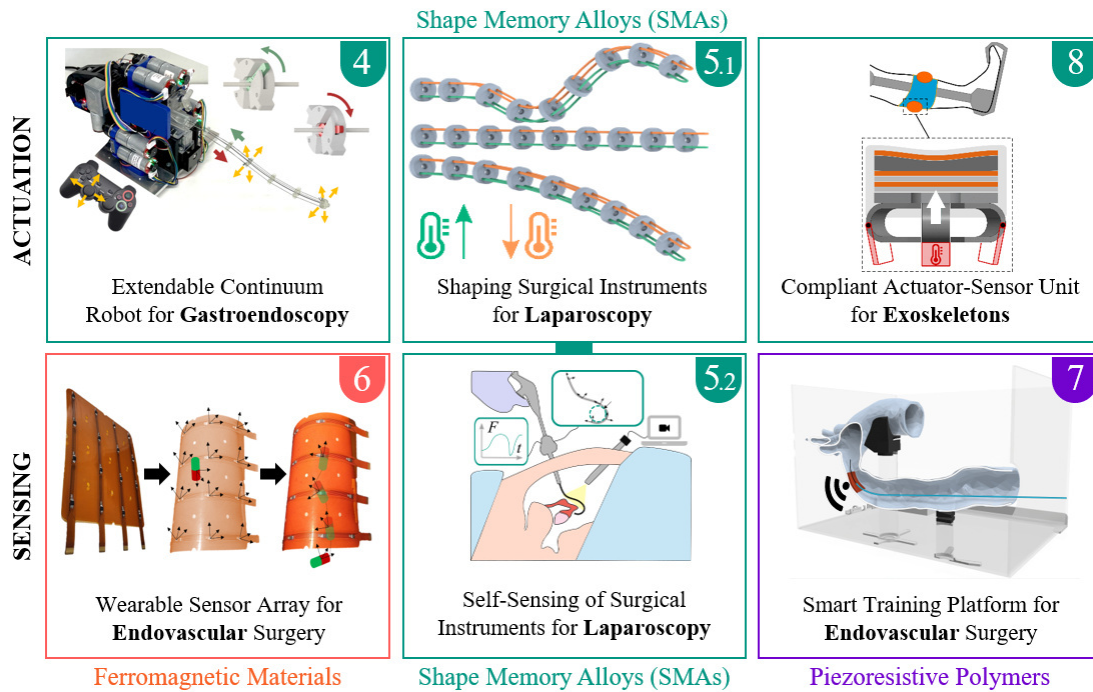 Shape Memory Alloys (SMAs)
ACTUATION
4
Extendable Continuum
Robot for Gastroendoscopy
5.1
Shaping Surgical Instruments
for Laparoscopy
8
Compliant Actuator-Sensor Unit
for Exoskeletons
SENSING
6
Wearable Sensor Array for
Endovascular Surgery
5.2
F
t
Self-Sensing of Surgical
Instruments for Laparoscopy
7
Smart Training Platform for
Endovascular Surgery
Ferromagnetic Materials
Shape Memory Alloys (SMAs)
Piezoresistive Polymers